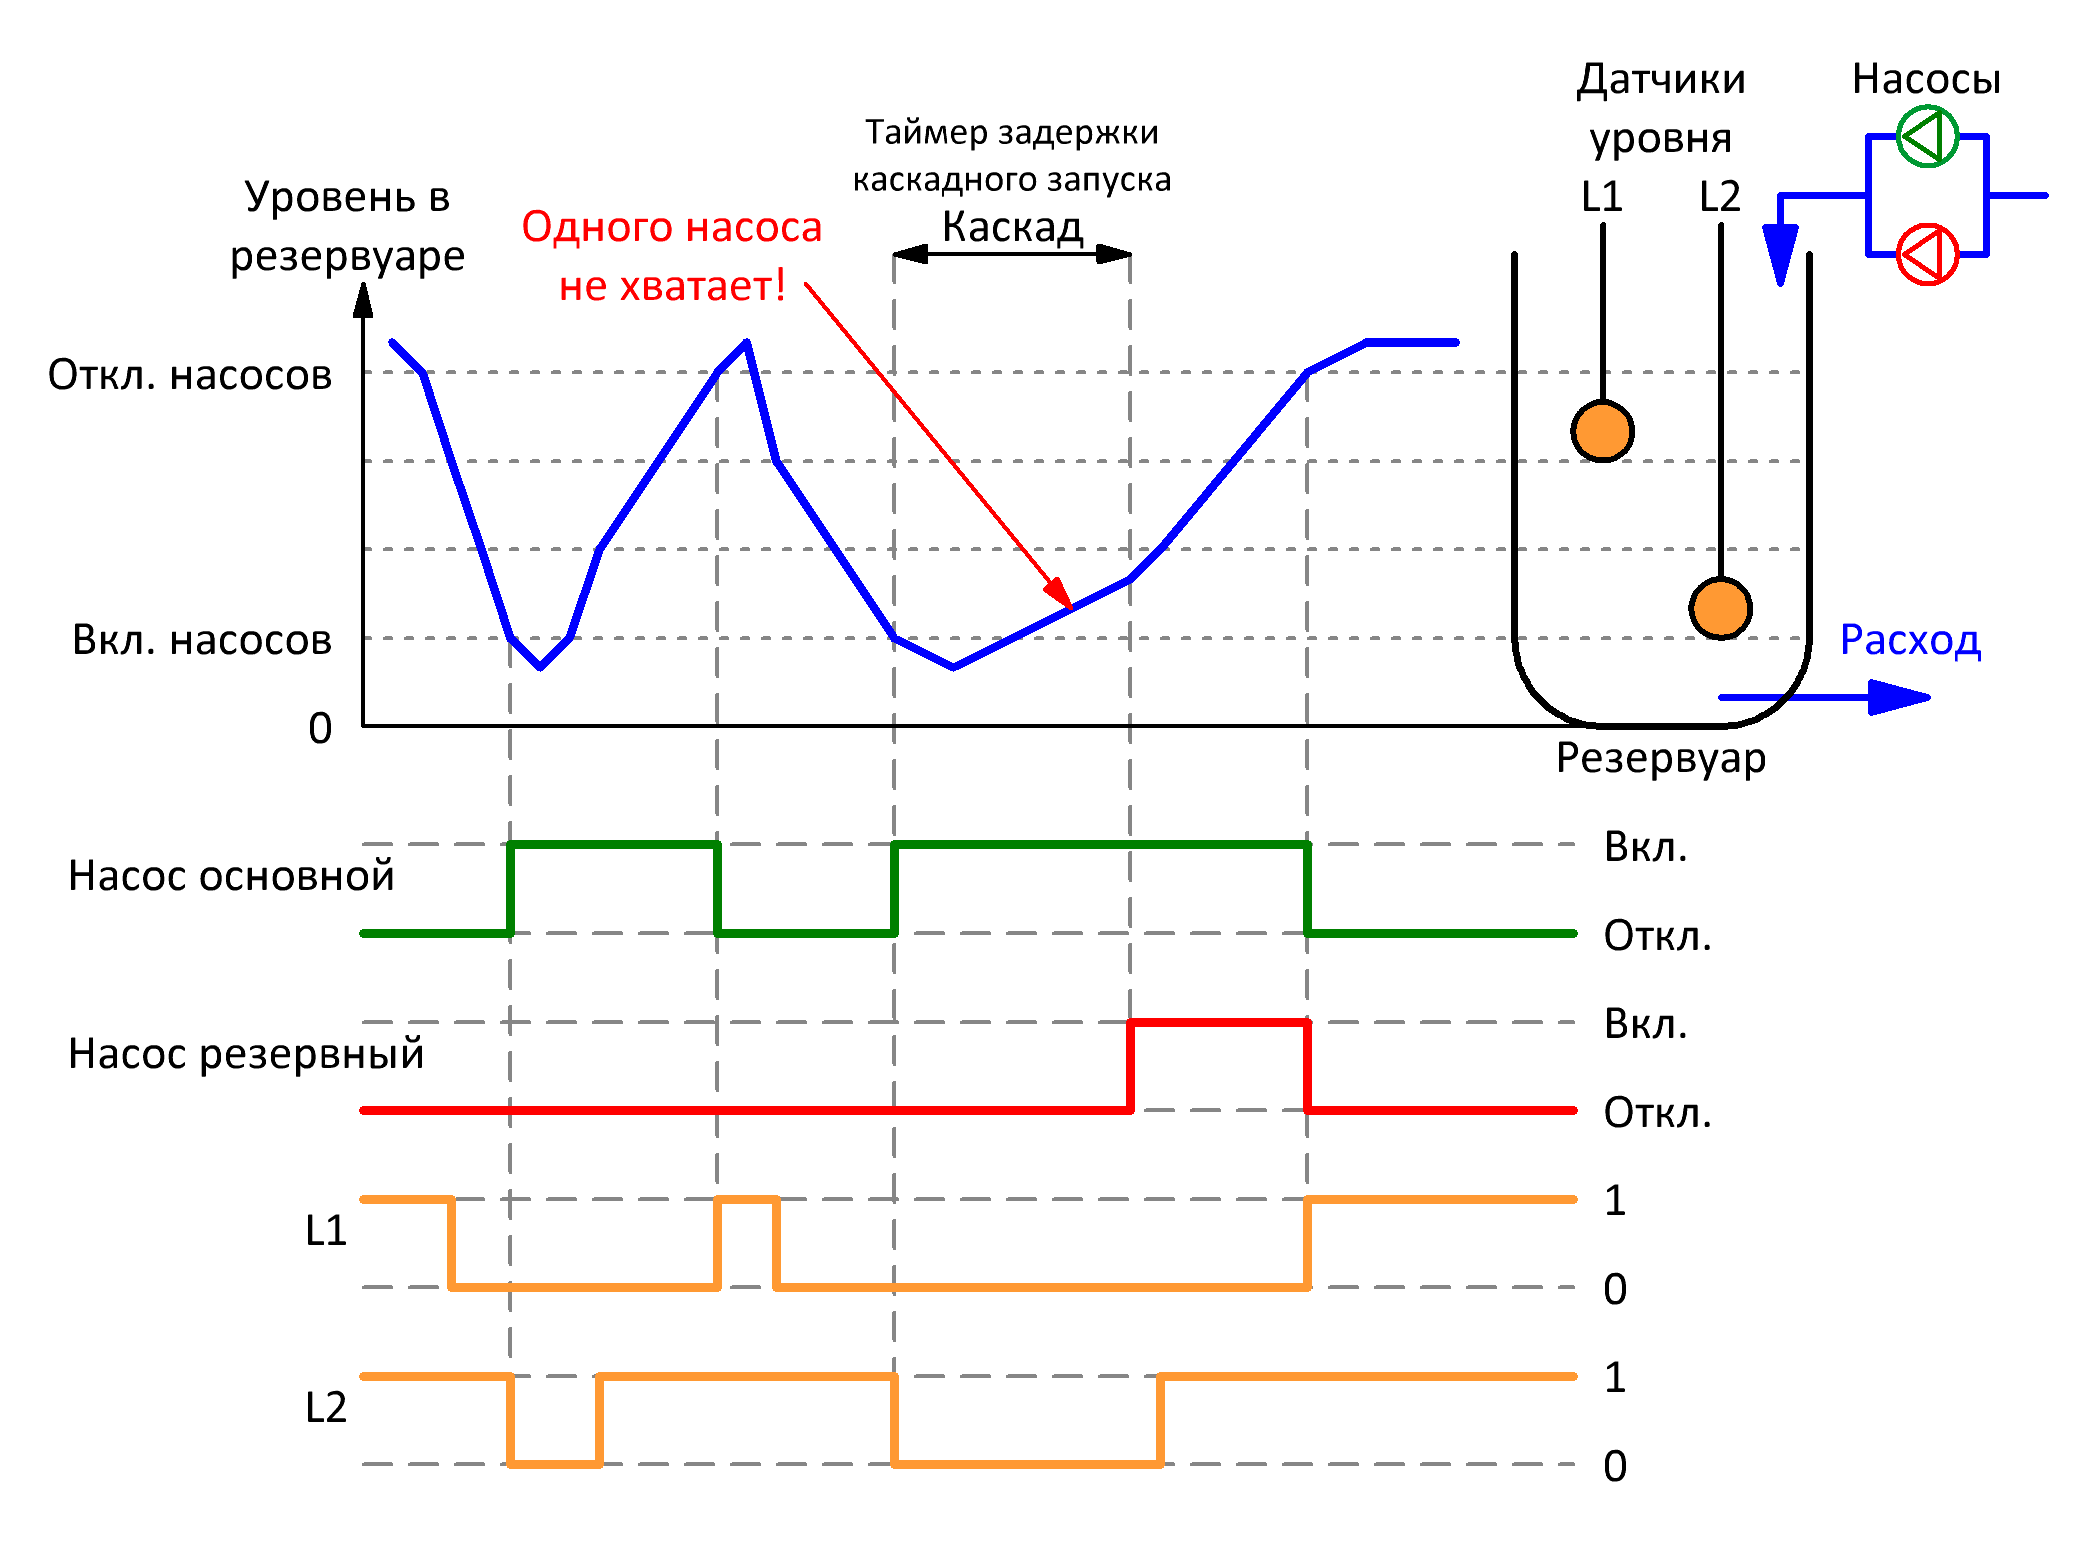 Датчики
уровня
L1
L2
Насосы
Таймер задержки
каскадного запуска
Каскад
Уровень в
резервуаре
Одного насоса
не хватает!
Откл. насосов
Вкл. насосов
0
Расход
Резервуар
Насос основной
Вкл.
Откл.
Насос резервный
Вкл.
Откл.
L1
1
0
L2
1
0